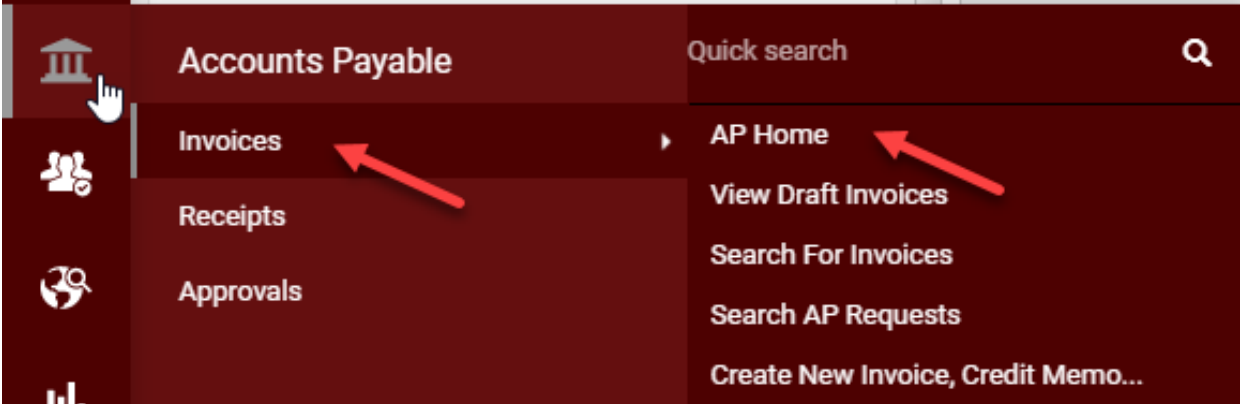 Accounts Payable
Invoices
Receipts
Approvals
Quick search
AP Home
View Draft Invoices
Search For Invoices
Search AP Requests
Create New Invoice, Credit Memo...